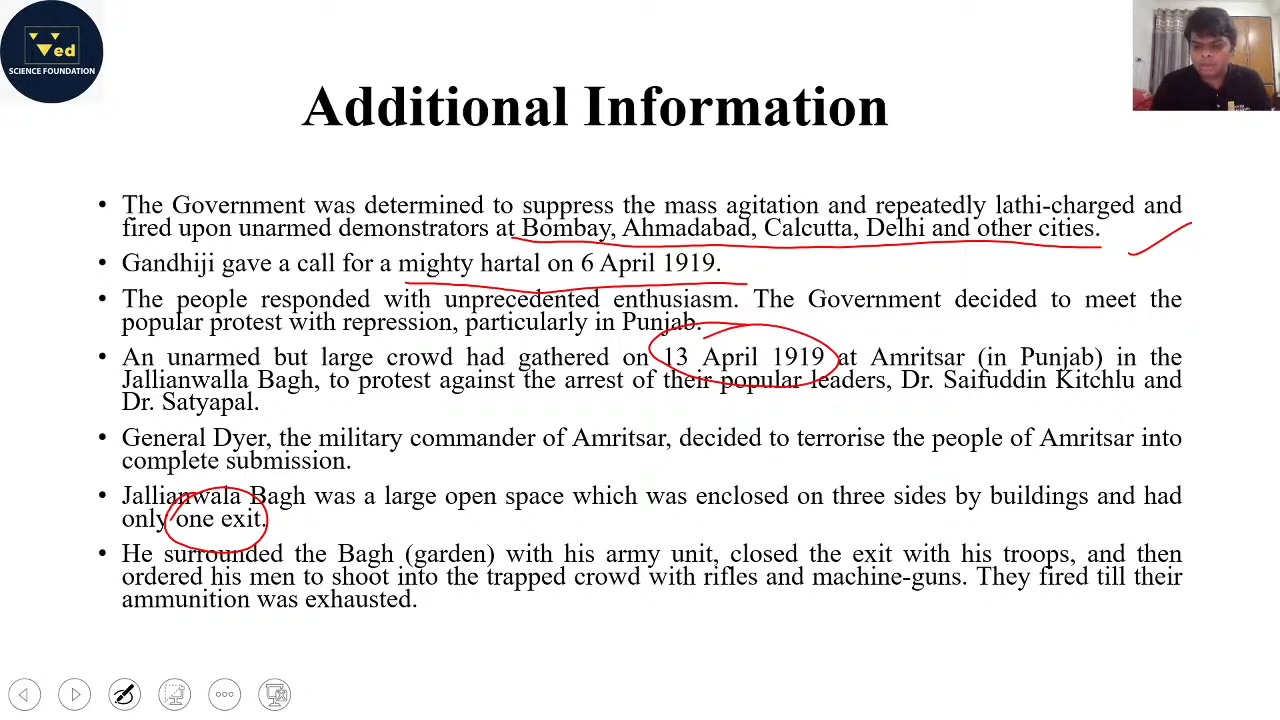 Ved
SCIENCE FOUNDATION
Additional Information
• The Government was determined to suppress the mass agitation and repeatedly lathi-charged and
fired upon unarmed demonstrators at Bombay, Ahmadabad, Calcutta, Delhi and other cities.
• Gandhiji gave a call for a mighty hartal on 6 April 1919.
• The people responded with unprecedented enthusiasm. The Government decided to meet the
popular protest with repression, particularly in Punjab.
• An unarmed but large crowd had gathered on 13 April 1919 at Amritsar (in Punjab) in the
Jallianwalla Bagh, to protest against the arrest of their popular leaders, Dr. Saifuddin Kitchlu and
Dr. Satyapal.
• General Dyer, the military commander of Amritsar, decided to terrorise the people of Amritsar into
complete submission.
• Jallianwala Bagh was a large open space which was enclosed on three sides by buildings and had
only one exit.
• He surrounded the Bagh (garden) with his army unit, closed the exit with his troops, and then
ordered his men to shoot into the trapped crowd with rifles and machine-guns. They fired till their
ammunition was exhausted.